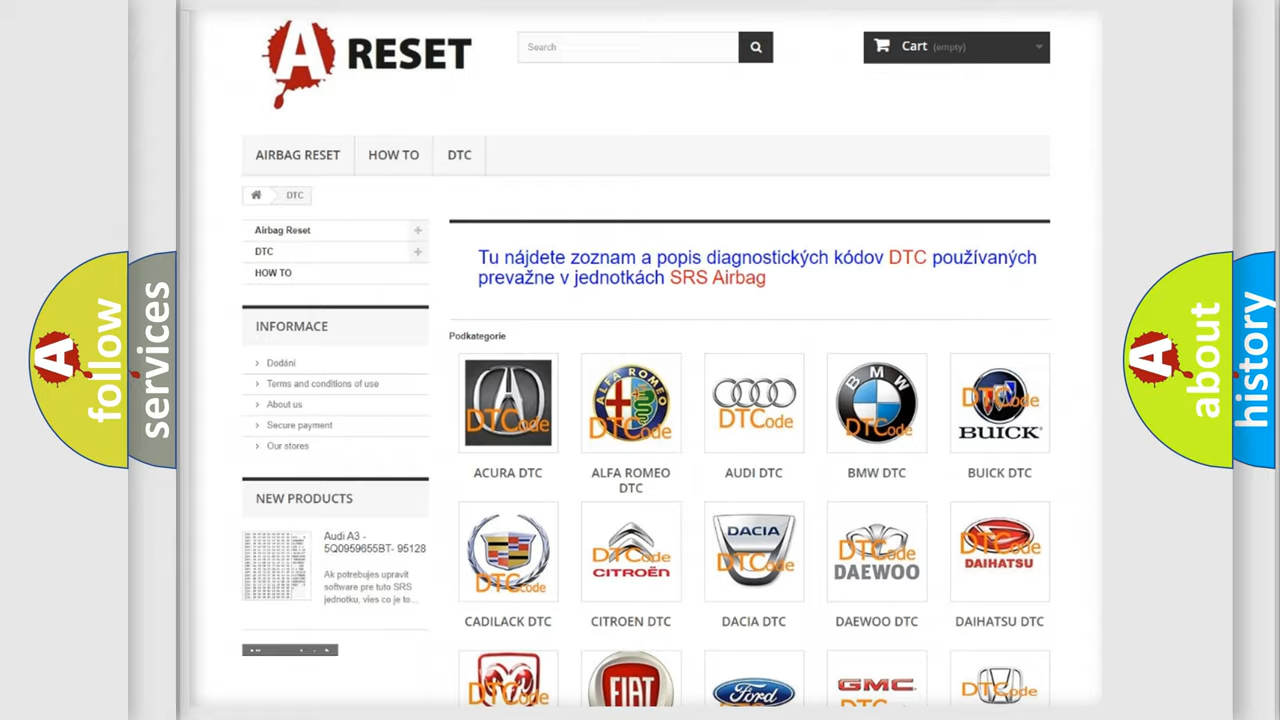 A RESET
Search
Cart (empty)
AIRBAG RESET
HOW TO
DTC
DTC
Airbag Reset
DTC
HOW TO
INFORMACE
Dodání
Terms and conditions of use
About us
Secure payment
Our stores
NEW PRODUCTS
Audi A3 -
5Q0959655BT- 95128
Ak potrebujes upravit
software pre tuto SRS
jednotku, vies co je to...
Tu nájdete zoznam a popis diagnostických kódov DTC používaných
prevažne v jednotkách SRS Airbag
Podkategorie
DTCode
ALFA ROMEO
DTCode
DTCode
BMW
DTCode
DTCode
BUICK
ACURA DTC
ALFA ROMEO
DTC
AUDI DTC
BMW DTC
BUICK DTC
DTCode
DTCode
CITROËN
DACIA
DTCode
DTCode
DAEWOO
DTCode
DAIHATSU
CADILACK DTC
CITROEN DTC
DACIA DTC
DAEWOO DTC
DAIHATSU DTC
DTCode
FIAT
Ford
GMC
DTCode
A
follow
services
A
about
history